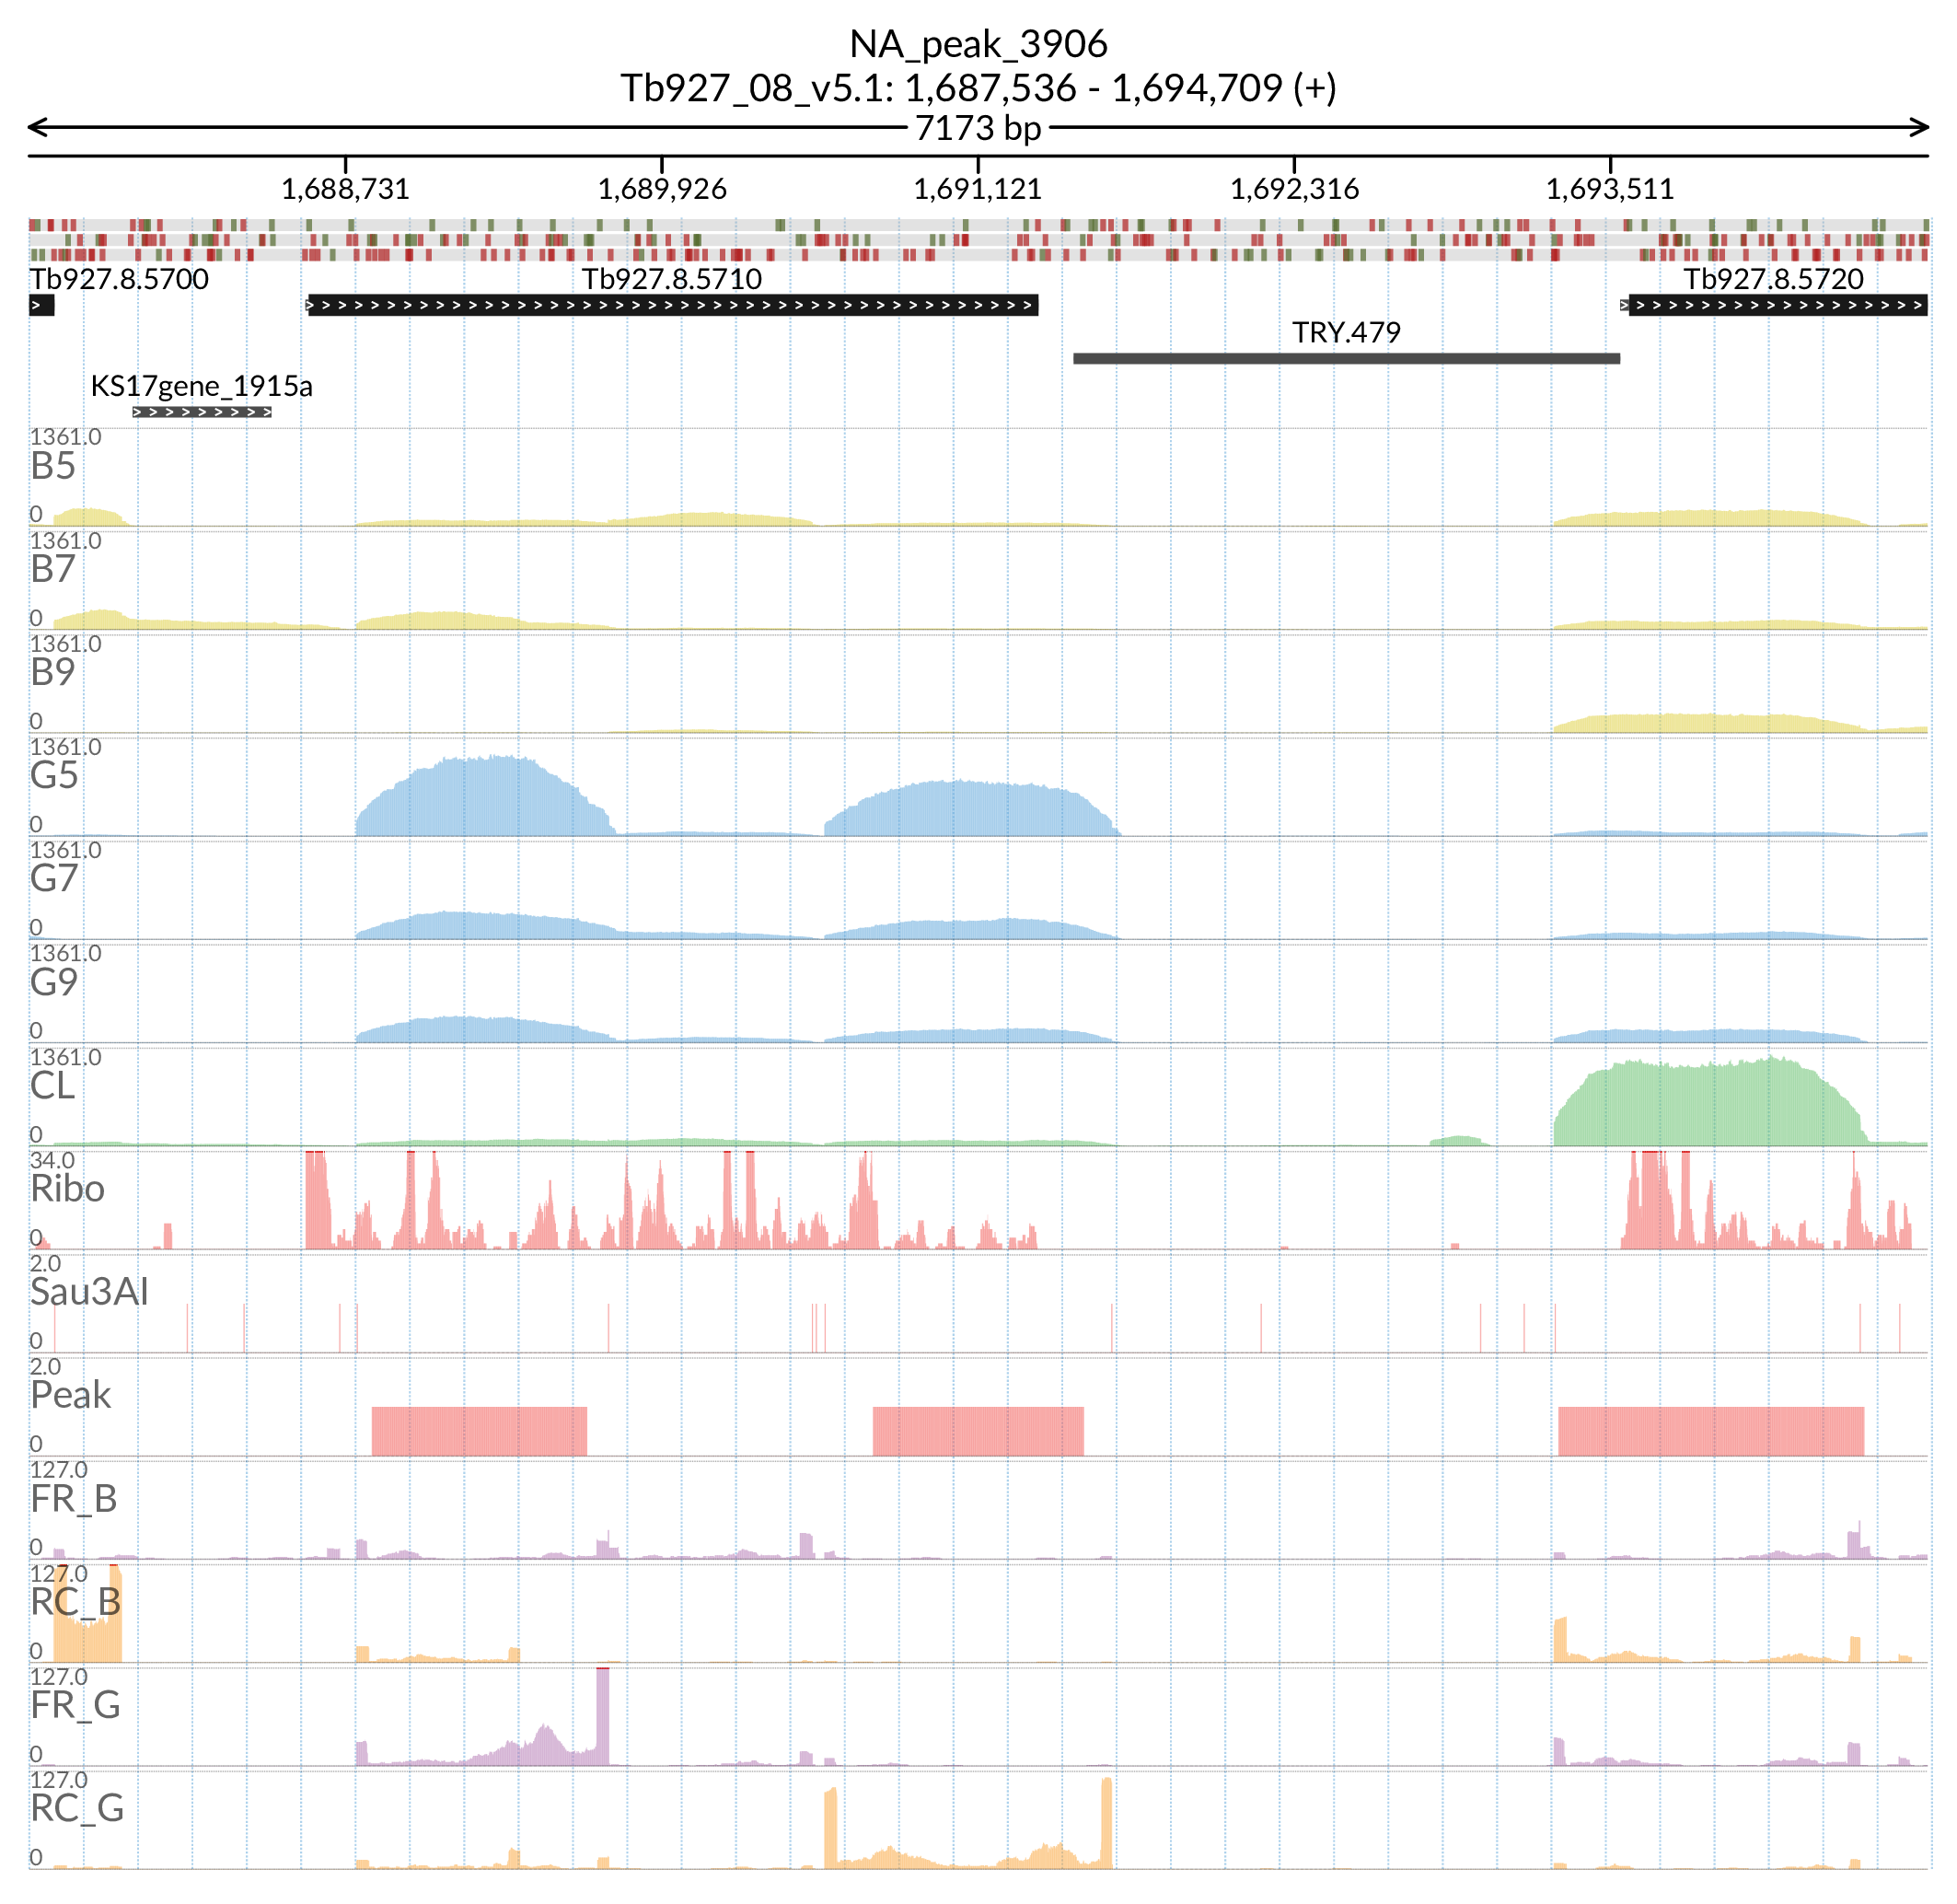 NA_peak_3906
Tb927_08_v5.1: 1,687,536 - 1,694,709 (+)
7173 bp
1,688,731 1,689,926 1,691,121 1,692,316 1,693,511
Tb927.8.5700 Tb927.8.5710 Tb927.8.5720
TRY.479
KS17gene_1915a
1361.0
B5
0
1361.0
B7
0
1361.0
B9
0
1361.0
G5
0
1361.0
G7
0
1361.0
G9
0
1361.0
CL
0
34.0
Ribo
0
2.0
Sau3AI
0
2.0
Peak
0
127.0
FR_B
0
127.0
RC_B
0
127.0
FR_G
0
127.0
RC_G
0